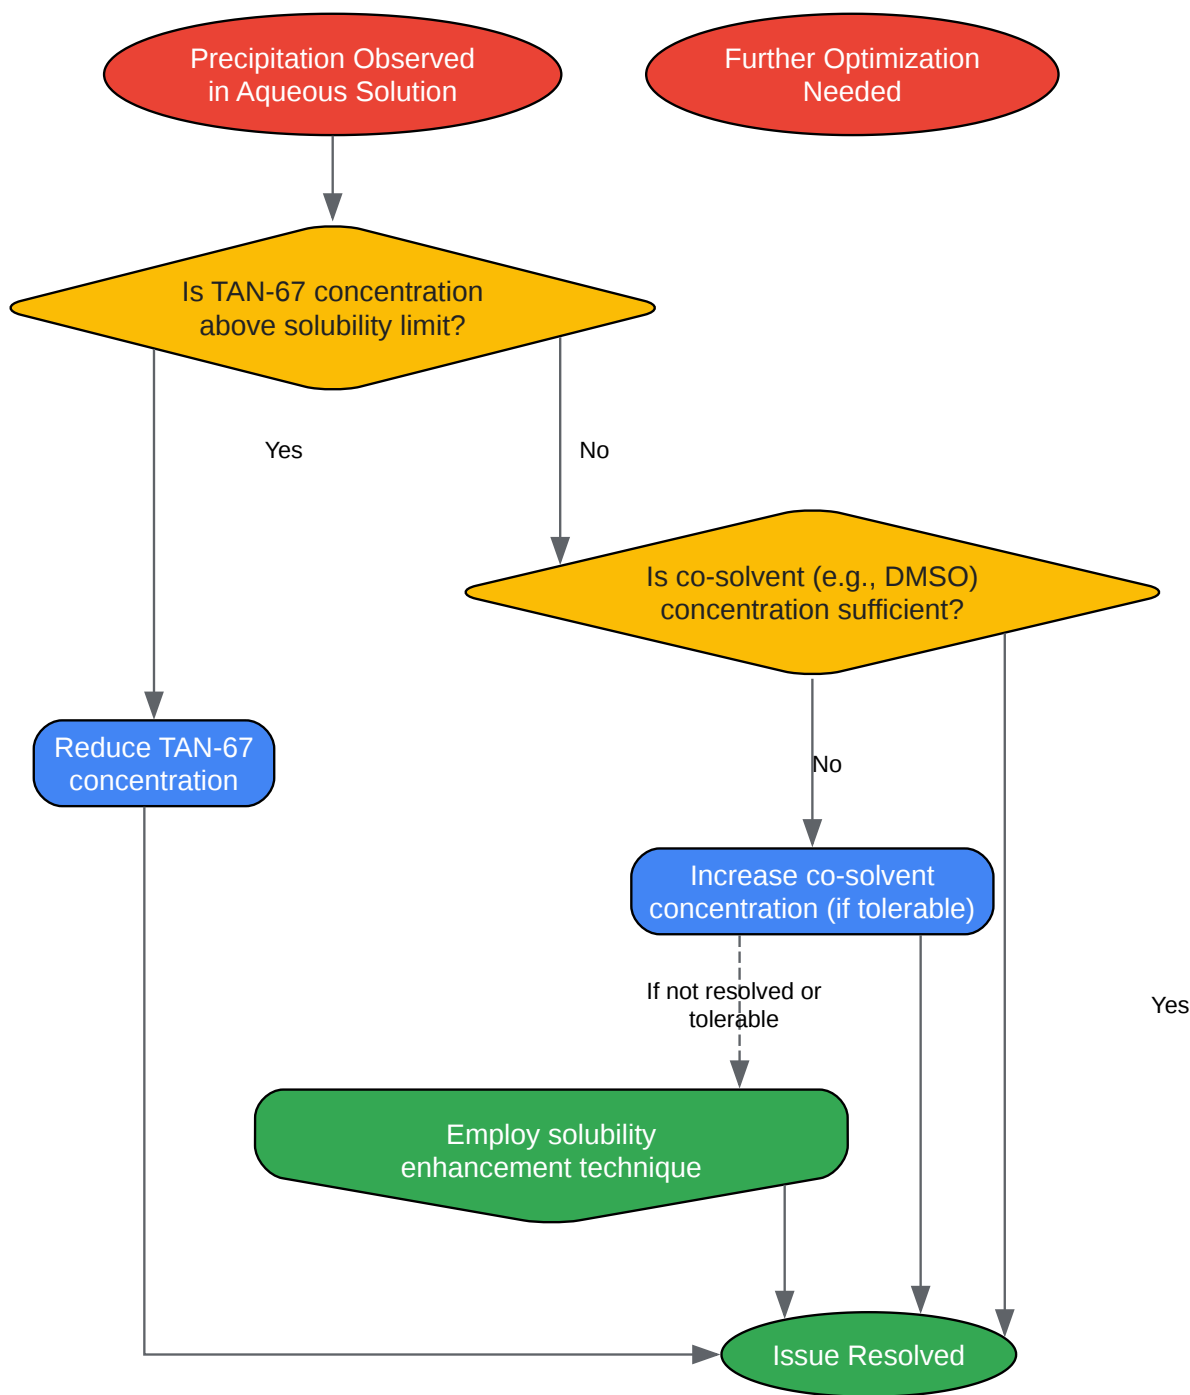 Precipitation Observed
in Aqueous Solution
Further Optimization
Needed
Is TAN-67 concentration
above solubility limit?
Yes
No
Is co-solvent (e.g., DMSO)
concentration sufficient?
Reduce TAN-67
concentration
No
Increase co-solvent
concentration (if tolerable)
If not resolved or
tolerable
Yes
Employ solubility
enhancement technique
Issue Resolved